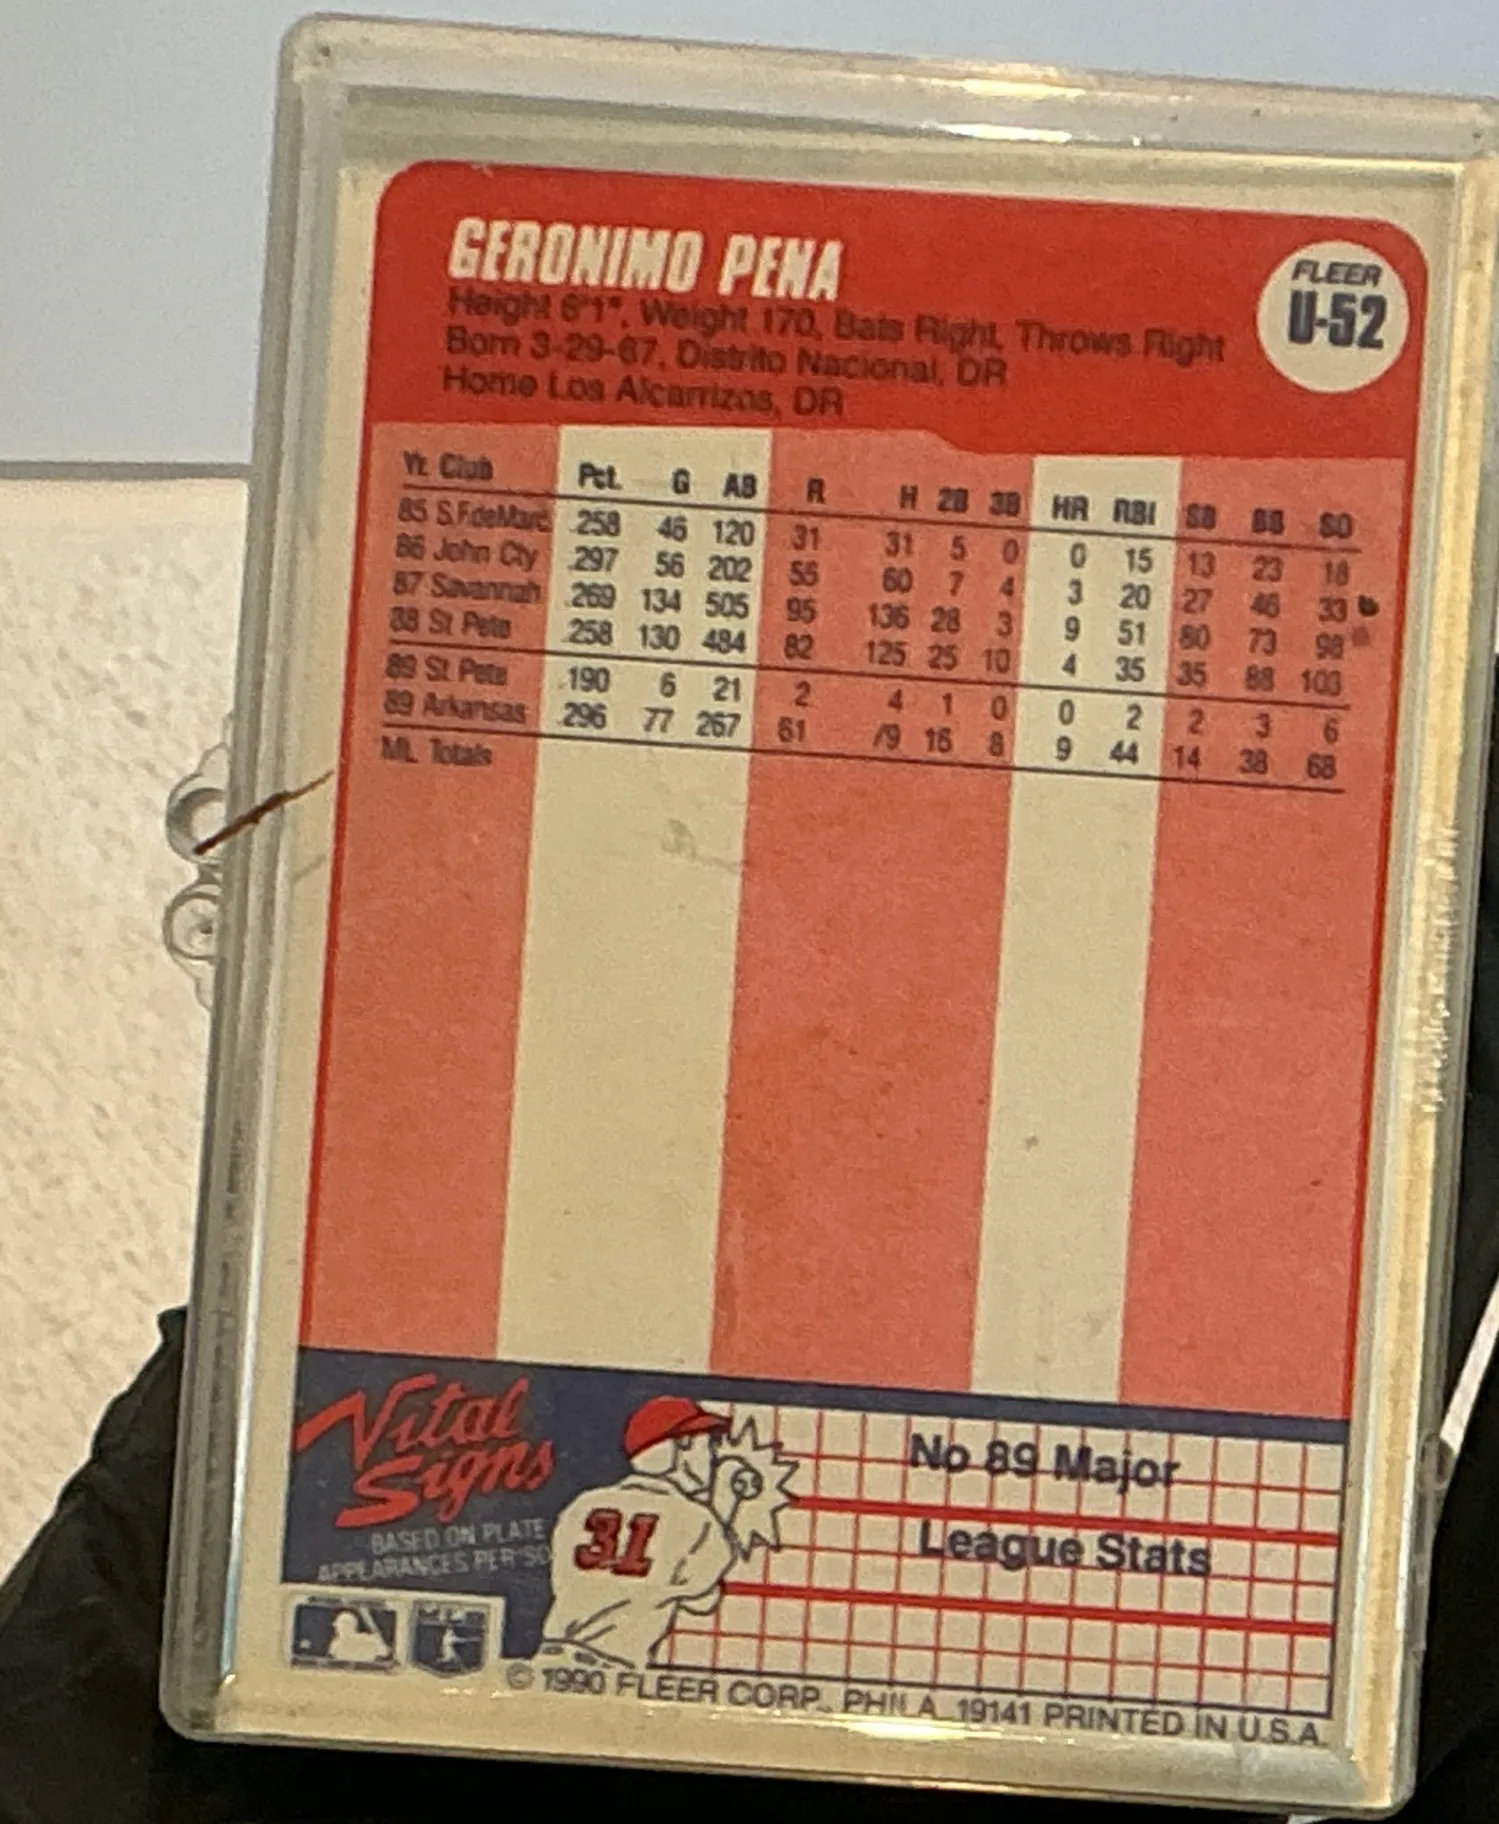 GERONIMO PENA
FLEER
U-52
Height 6'1", Weight 170, Bats Right, Throws Right
Born 3-29-67, Distrito Nacional, DR
Home Los Alcarrizos, DR
Yr. Club Pct. G AB R H 2B 3B HR RBI SB BB SO
85 S.F.deMarc .258 46 120 31 31 5 0 0 15 13 23 18
86 John Cty .297 56 202 55 60 7 4 3 20 27 46 33
87 Savannah .269 134 505 95 136 28 3 9 51 80 73 98
88 St Pete .258 130 484 82 125 25 10 4 35 35 88 103
89 St Pete .190 6 21 2 4 1 0 0 2 2 3 6
89 Arkansas .296 77 267 61 79 16 8 9 44 14 38 68
ML Totals
Vital
Signs
BASED ON PLATE
APPEARANCES PER SO
31
No 89 Major
League Stats
© 1990 FLEER CORP., PHILA. 19141 PRINTED IN U.S.A.